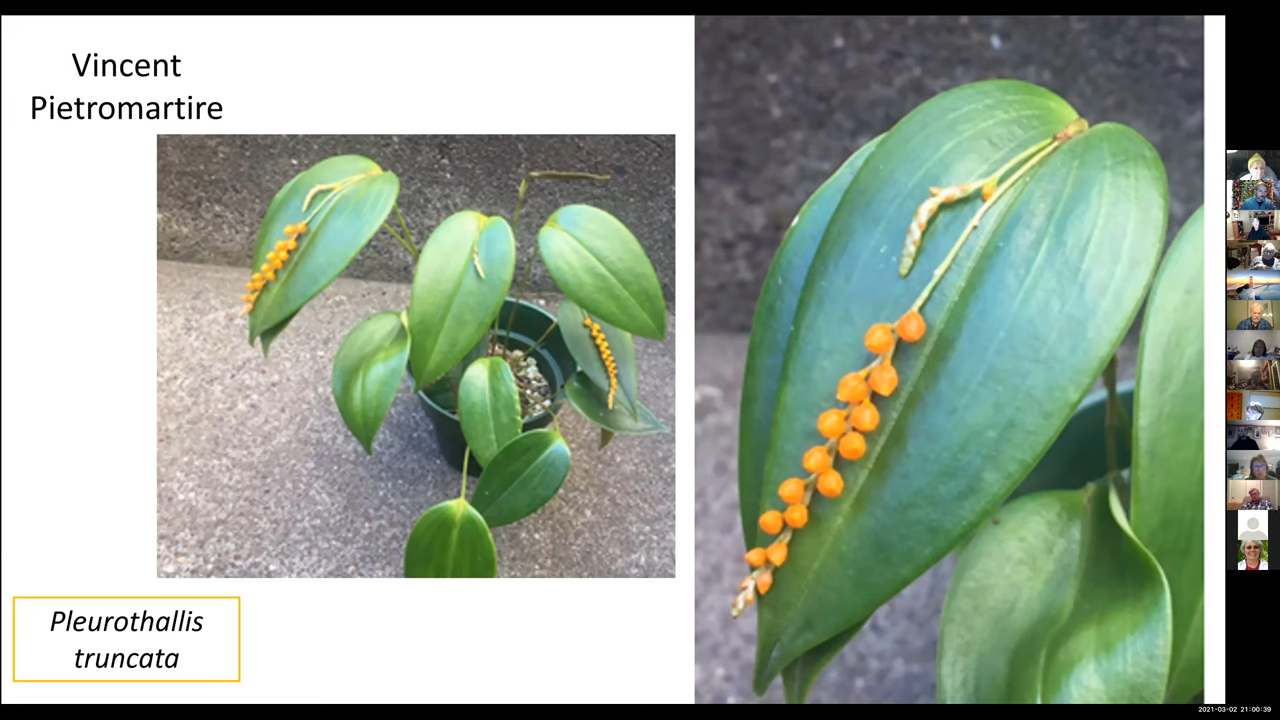 Vincent
Pietromartire
Pleurothallis
truncata
2021-03-02 21:00:39